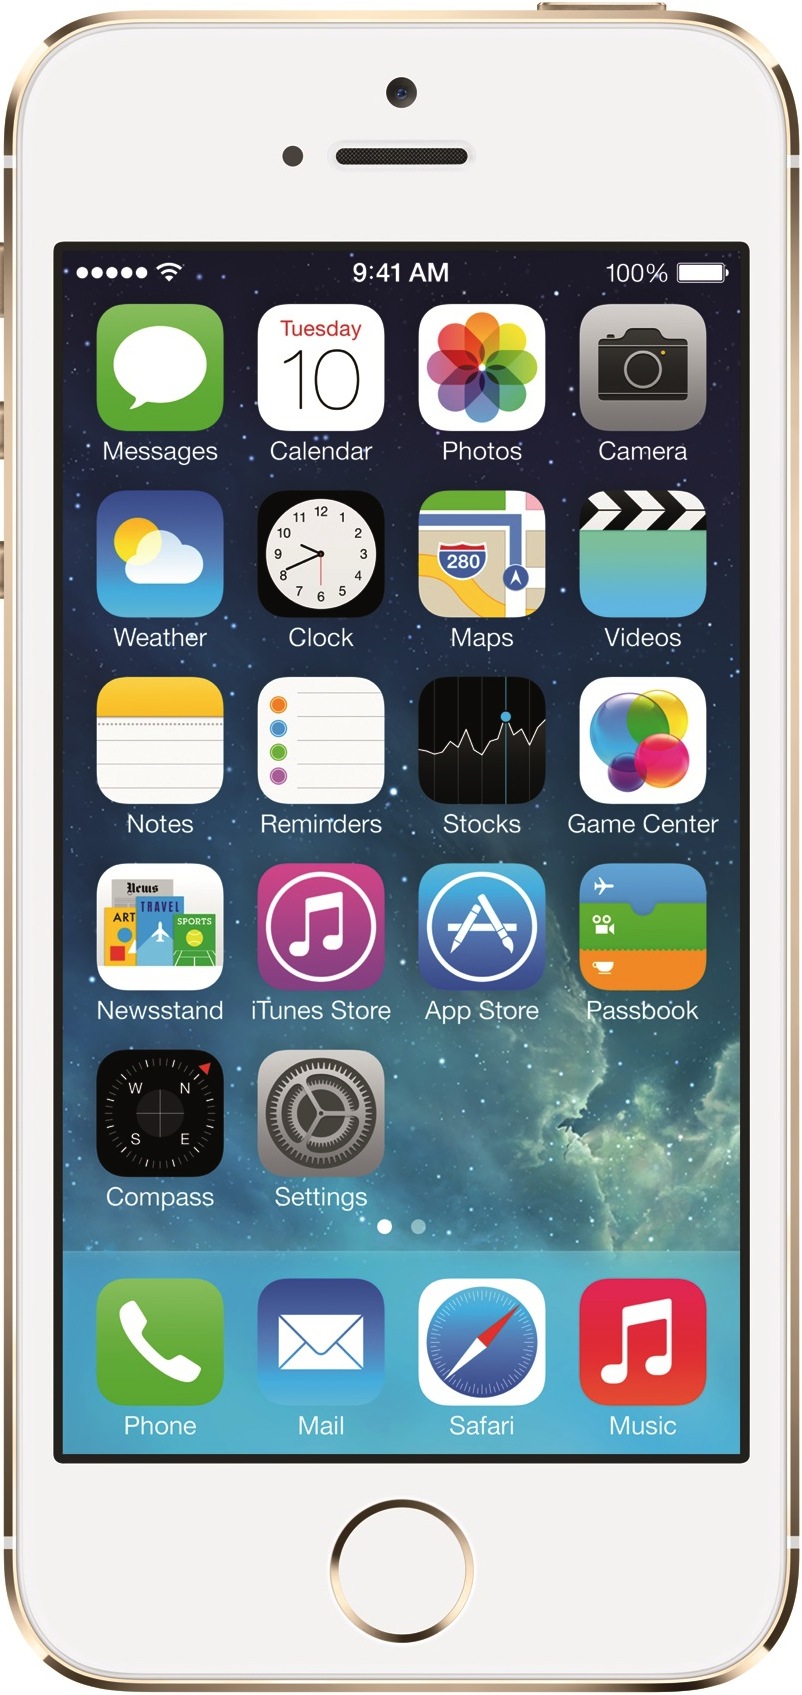 9:41 AM 100%
Tuesday
10
Messages Calendar Photos Camera
12
11 1
10 2
9 3
8 4
7 5
6
280
Weather Clock Maps Videos
Notes Reminders Stocks Game Center
News
TRAVEL
ART
SPORTS
Newsstand iTunes Store App Store Passbook
W N
S E
Compass Settings
Phone Mail Safari Music